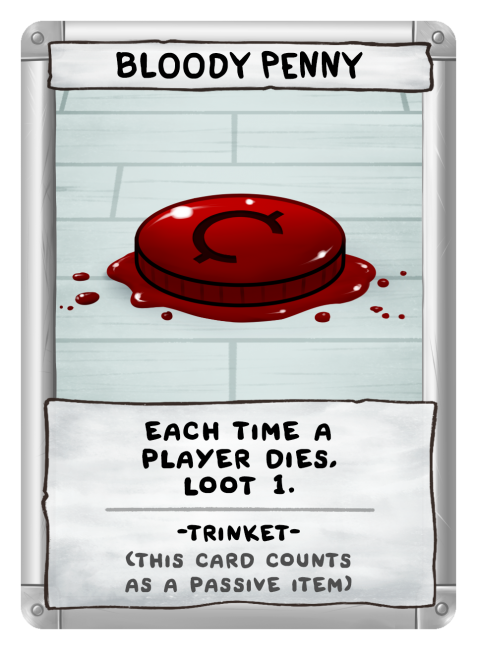 BLOODY PENNY
EACH TIME A
PLAYER DIES,
LOOT 1.
-TRINKET-
(THIS CARD COUNTS
AS A PASSIVE ITEM)